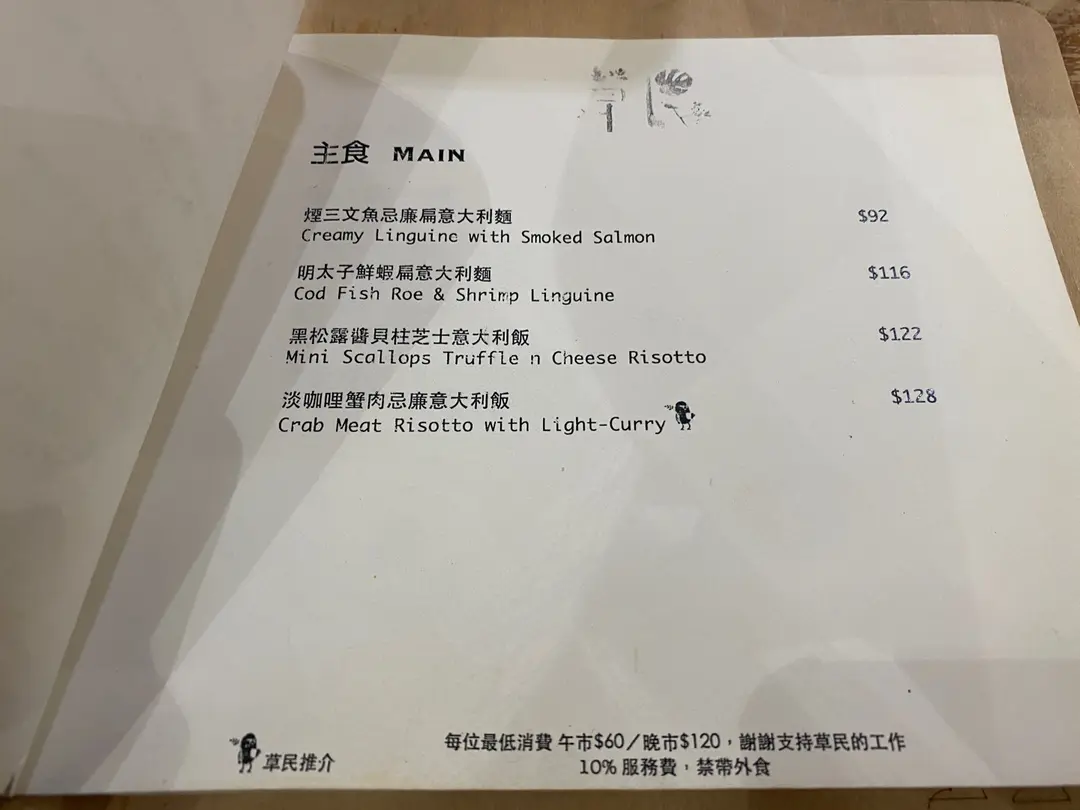 草民
主食 MAIN
煙三文魚忌廉扁意大利麵 $92
Creamy Linguine with Smoked Salmon
明太子鮮蝦扁意大利麵 $116
Cod Fish Roe & Shrimp Linguine
黑松露醬貝柱芝士意大利飯 $122
Mini Scallops Truffle n Cheese Risotto
淡咖哩蟹肉忌廉意大利飯 $128
Crab Meat Risotto with Light-Curry
草民推介
每位最低消費 午市$60／晚市$120，謝謝支持草民的工作
10% 服務費，禁帶外食